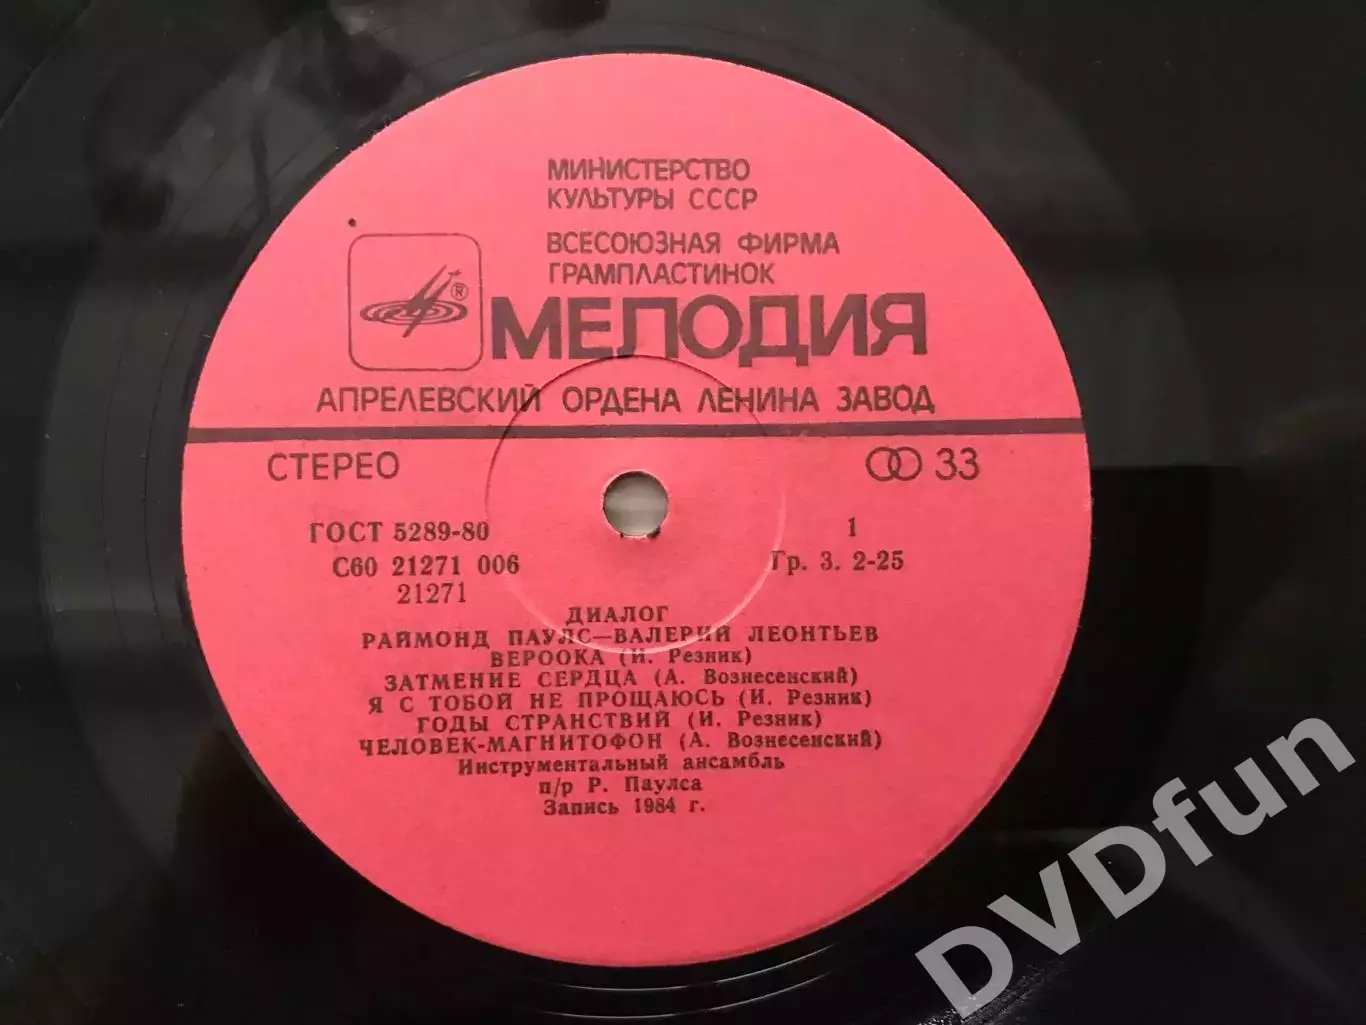 МИНИСТЕРСТВО
КУЛЬТУРЫ СССР
ВСЕСОЮЗНАЯ ФИРМА
ГРАМПЛАСТИНОК
®
МЕЛОДИЯ
АПРЕЛЕВСКИЙ ОРДЕНА ЛЕНИНА ЗАВОД
СТЕРЕО 33
ГОСТ 5289-80 1
С60 21271 006 Гр. 3. 2-25
21271
ДИАЛОГ
РАЙМОНД ПАУЛС—ВАЛЕРИЙ ЛЕОНТЬЕВ
ВЕРООКА (И. Резник)
ЗАТМЕНИЕ СЕРДЦА (А. Вознесенский)
Я С ТОБОЙ НЕ ПРОЩАЮСЬ (И. Резник)
ГОДЫ СТРАНСТВИЙ (И. Резник)
ЧЕЛОВЕК-МАГНИТОФОН (А. Вознесенский)
Инструментальный ансамбль
п/р Р. Паулса
Запись 1984 г.
DVDfun